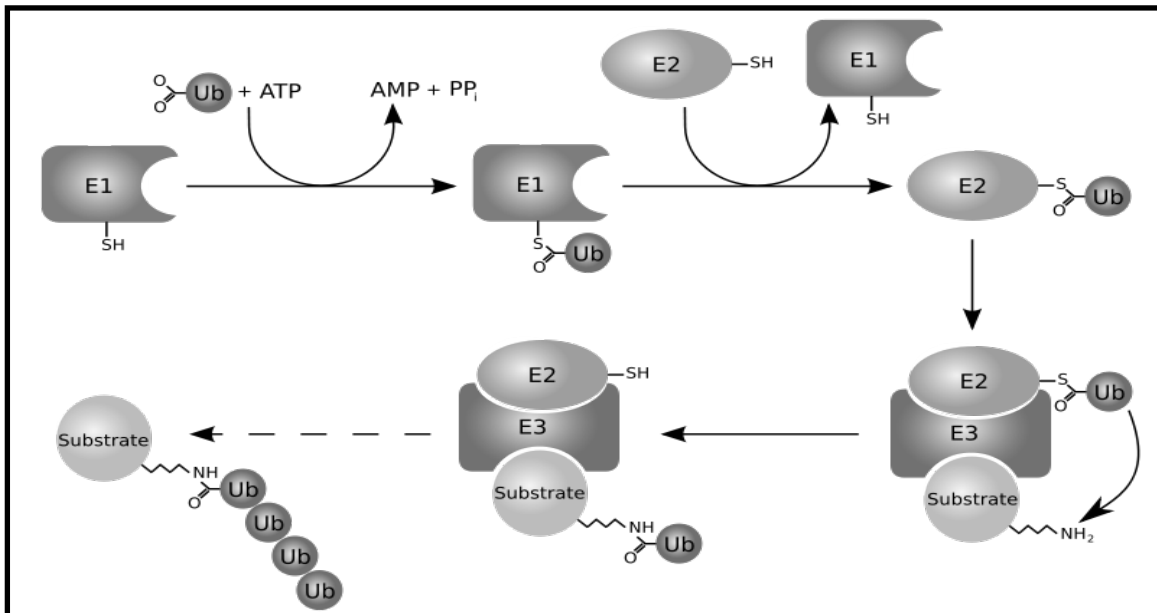 O
O
Ub + ATP
AMP + PPi
E2
SH
E1
SH
E1
SH
E1
S
O
Ub
E2
S
O
Ub
E2
S
O
Ub
E3
Substrate
NH2
E2
SH
E3
Substrate
NH
O
Ub
Substrate
NH
O
Ub
Ub
Ub
Ub